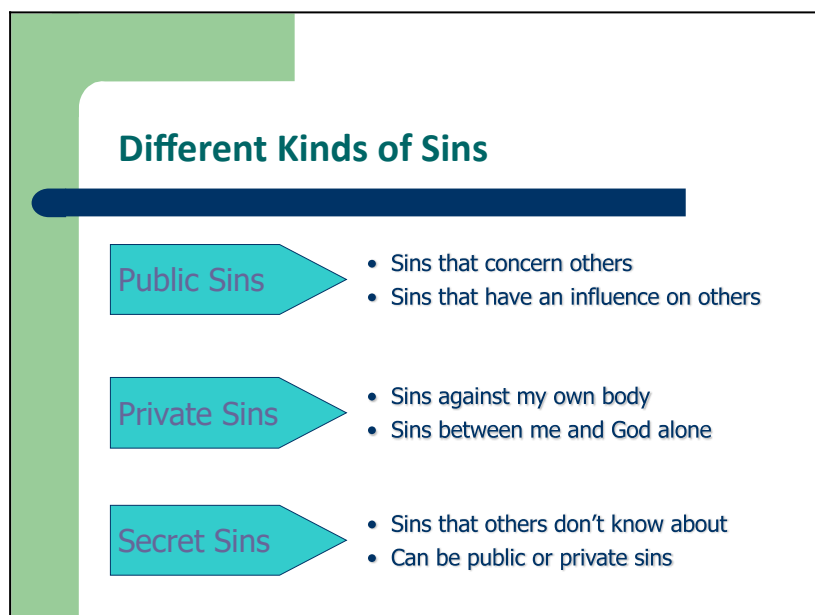 Different Kinds of Sins
Public Sins
• Sins that concern others
• Sins that have an influence on others
Private Sins
• Sins against my own body
• Sins between me and God alone
Secret Sins
• Sins that others don’t know about
• Can be public or private sins